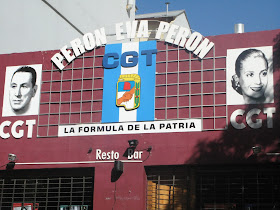 PERON EVA PERON
CGT
CGT
CGT
LA FORMULA DE LA PATRIA
Resto Bar